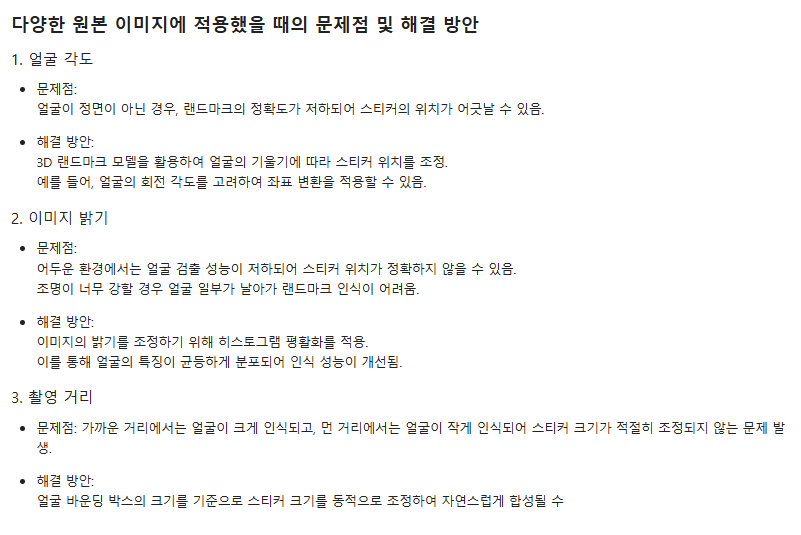 다양한 원본 이미지에 적용했을 때의 문제점 및 해결 방안
1. 얼굴 각도
• 문제점:
얼굴이 정면이 아닌 경우, 랜드마크의 정확도가 저하되어 스티커의 위치가 어긋날 수 있음.
• 해결 방안:
3D 랜드마크 모델을 활용하여 얼굴의 기울기에 따라 스티커 위치를 조정.
예를 들어, 얼굴의 회전 각도를 고려하여 좌표 변환을 적용할 수 있음.
2. 이미지 밝기
• 문제점:
어두운 환경에서는 얼굴 검출 성능이 저하되어 스티커 위치가 정확하지 않을 수 있음.
조명이 너무 강할 경우 얼굴 일부가 날아가 랜드마크 인식이 어려움.
• 해결 방안:
이미지의 밝기를 조정하기 위해 히스토그램 평활화를 적용.
이를 통해 얼굴의 특징이 균등하게 분포되어 인식 성능이 개선됨.
3. 촬영 거리
• 문제점: 가까운 거리에서는 얼굴이 크게 인식되고, 먼 거리에서는 얼굴이 작게 인식되어 스티커 크기가 적절히 조정되지 않는 문제 발
생.
• 해결 방안:
얼굴 바운딩 박스의 크기를 기준으로 스티커 크기를 동적으로 조정하여 자연스럽게 합성될 수